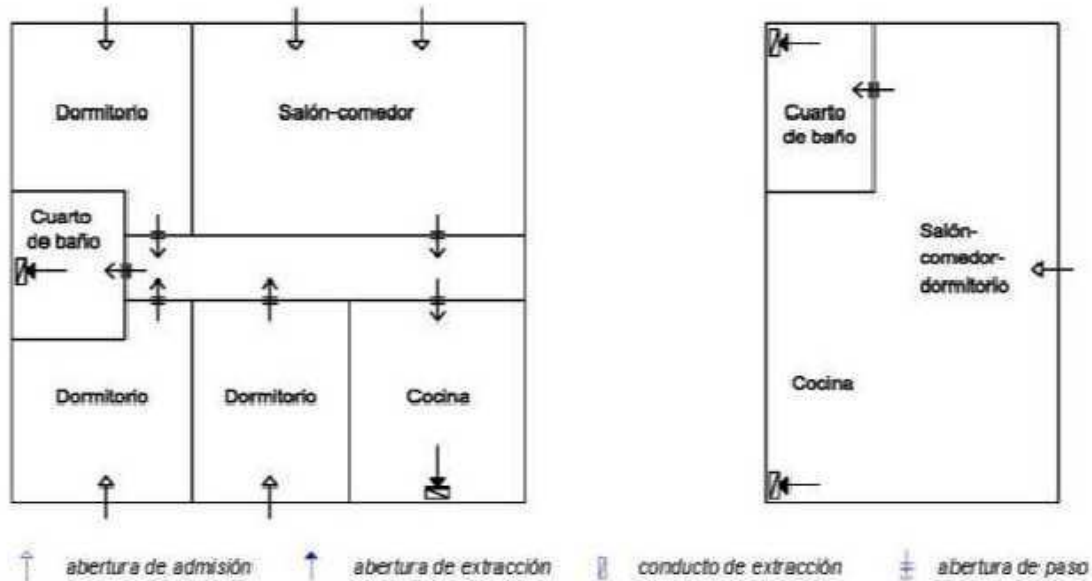 Dormitorio
Salón-comedor
Cuarto
de baño
Dormitorio
Dormitorio
Cocina
Cuarto
de baño
Salón-
comedor-
dormitorio
Cocina
abertura de admisión
abertura de extracción
conducto de extracción
abertura de paso